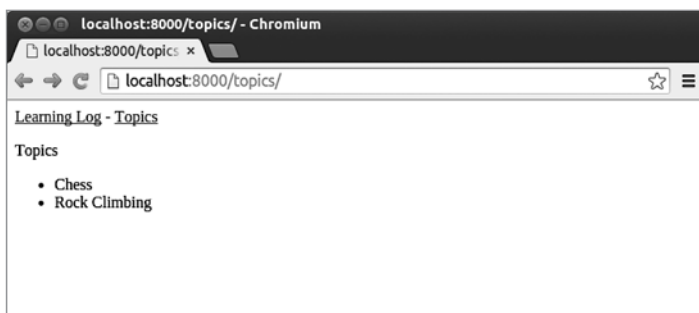 localhost:8000/topics/ - Chromium
localhost:8000/topics
localhost:8000/topics/
Learning Log - Topics
Topics
• Chess
• Rock Climbing